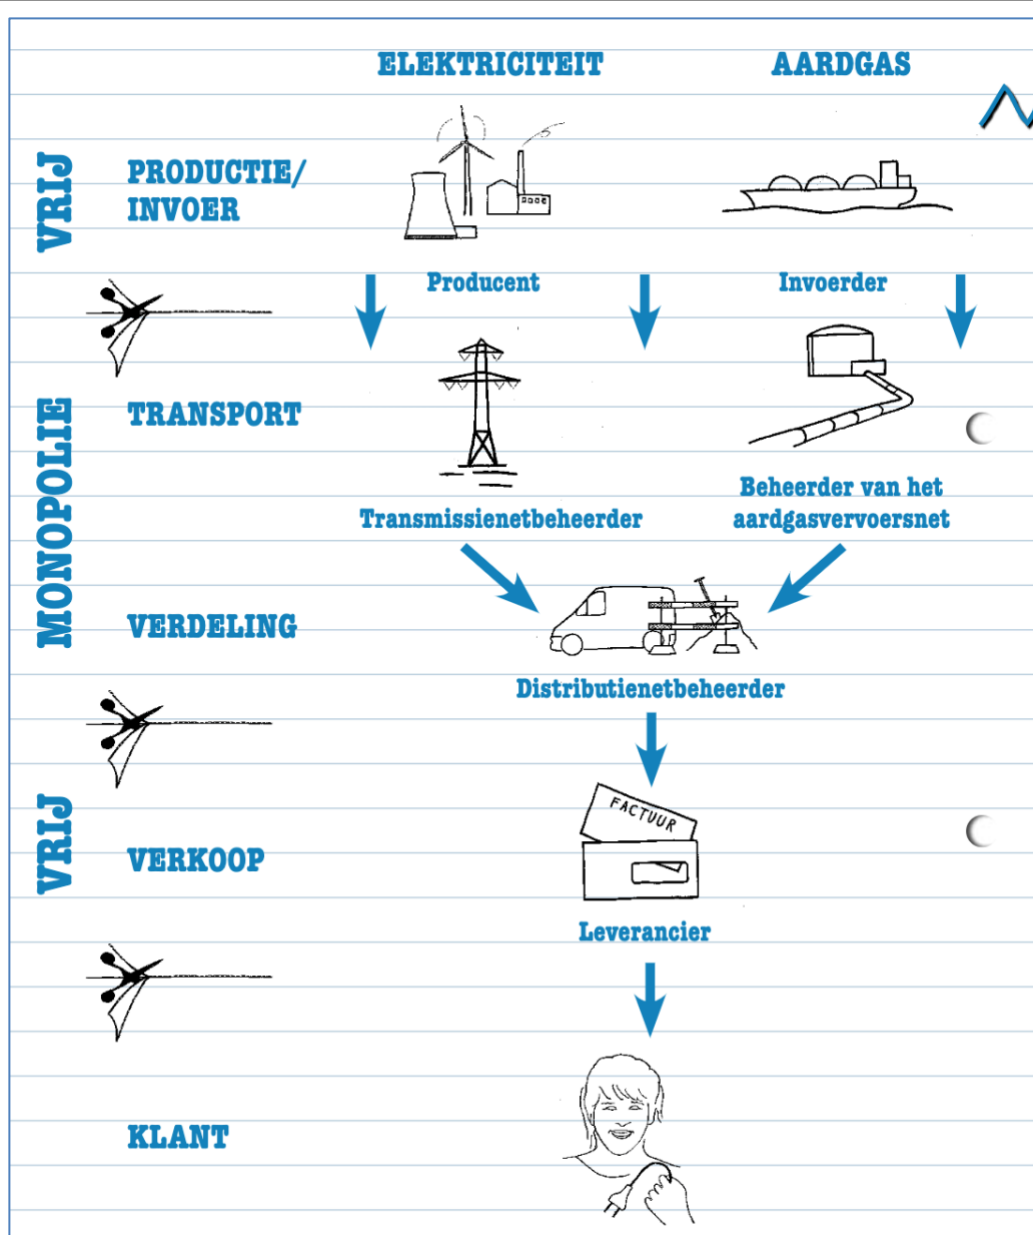 ELEKTRICITEIT AARDGAS
VRIJ
PRODUCTIE/
INVOER
Producent Invoerder
MONOPOLIE
TRANSPORT
Transmissienetbeheerder
Beheerder van het
aardgasvervoersnet
VERDELING
Distributienetbeheerder
VRIJ
FACTUUR
VERKOOP
Leverancier
KLANT